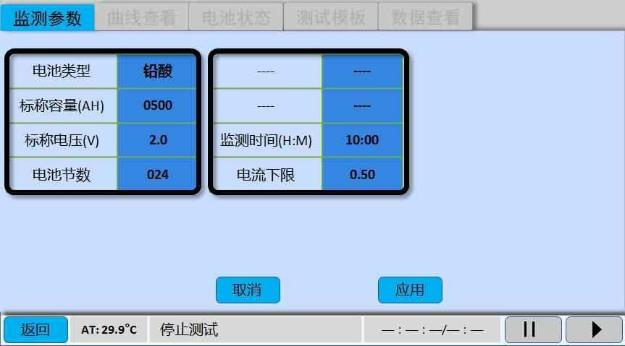 监测参数 曲线查看 电池状态 测试模板 数据查看
电池类型 铅酸 ---- ----
标称容量(AH) 0500 ---- ----
标称电压(V) 2.0 监测时间(H:M) 10:00
电池节数 024 电流下限 0.50
取消 应用
返回 AT: 29.9°C 停止测试 — : — : —/— : —